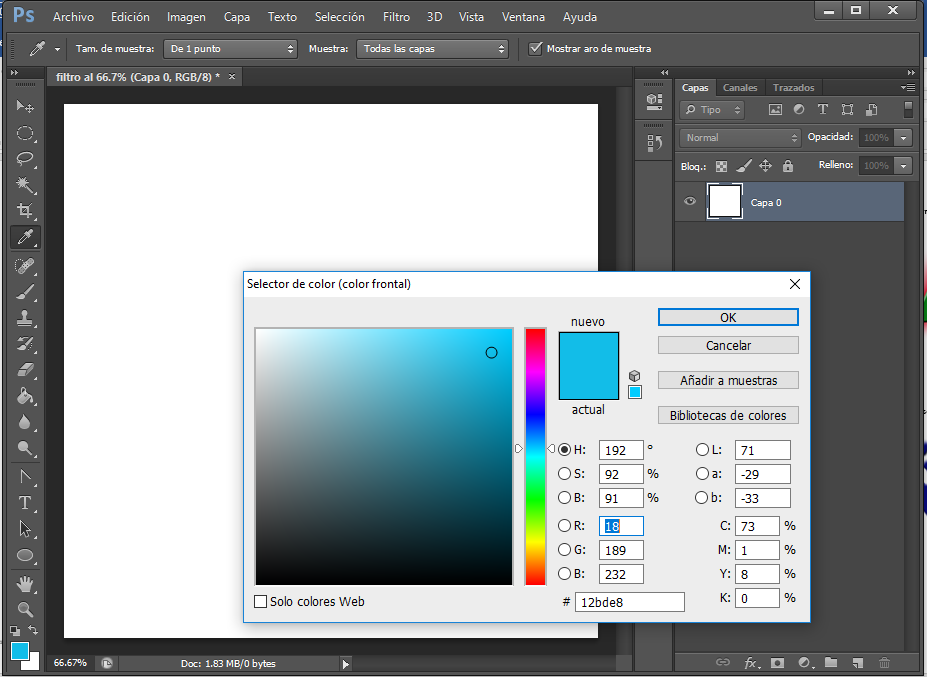 Ps Archivo Edición Imagen Capa Texto Selección Filtro 3D Vista Ventana Ayuda
Tam. de muestra: De 1 punto Muestra: Todas las capas Mostrar aro de muestra
filtro al 66.7% (Capa 0, RGB/8) * ×
Capas Canales Trazados
Tipo
Normal Opacidad: 100%
Bloq.: Relleno: 100%
Capa 0
Selector de color (color frontal)
nuevo
actual
OK
Cancelar
Añadir a muestras
Bibliotecas de colores
H: 192 °
S: 92 %
B: 91 %
R: 18
G: 189
B: 232
# 12bde8
L: 71
a: -29
b: -33
C: 73 %
M: 1 %
Y: 8 %
K: 0 %
Solo colores Web
66.67% Doc: 1.83 MB/0 bytes
fx